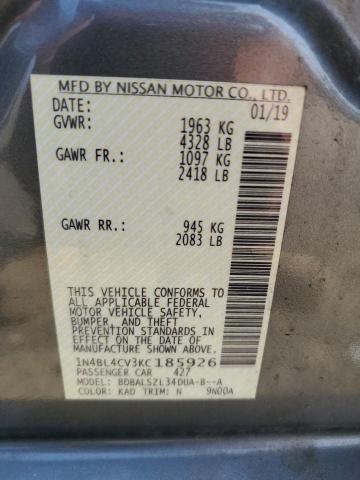 MFD BY NISSAN MOTOR CO., LTD.
DATE: 01/19
GVWR: 1963 KG
4328 LB
GAWR FR.: 1097 KG
2418 LB
GAWR RR.: 945 KG
2083 LB
THIS VEHICLE CONFORMS TO
ALL APPLICABLE FEDERAL
MOTOR VEHICLE SAFETY,
BUMPER, AND THEFT
PREVENTION STANDARDS IN
EFFECT ON THE DATE OF
MANUFACTURE SHOWN ABOVE.
1N4BL4CV3KC185926
PASSENGER CAR 427
MODEL: BDBALSZL34DUA-B--A
COLOR: KAD TRIM: N 9N00A